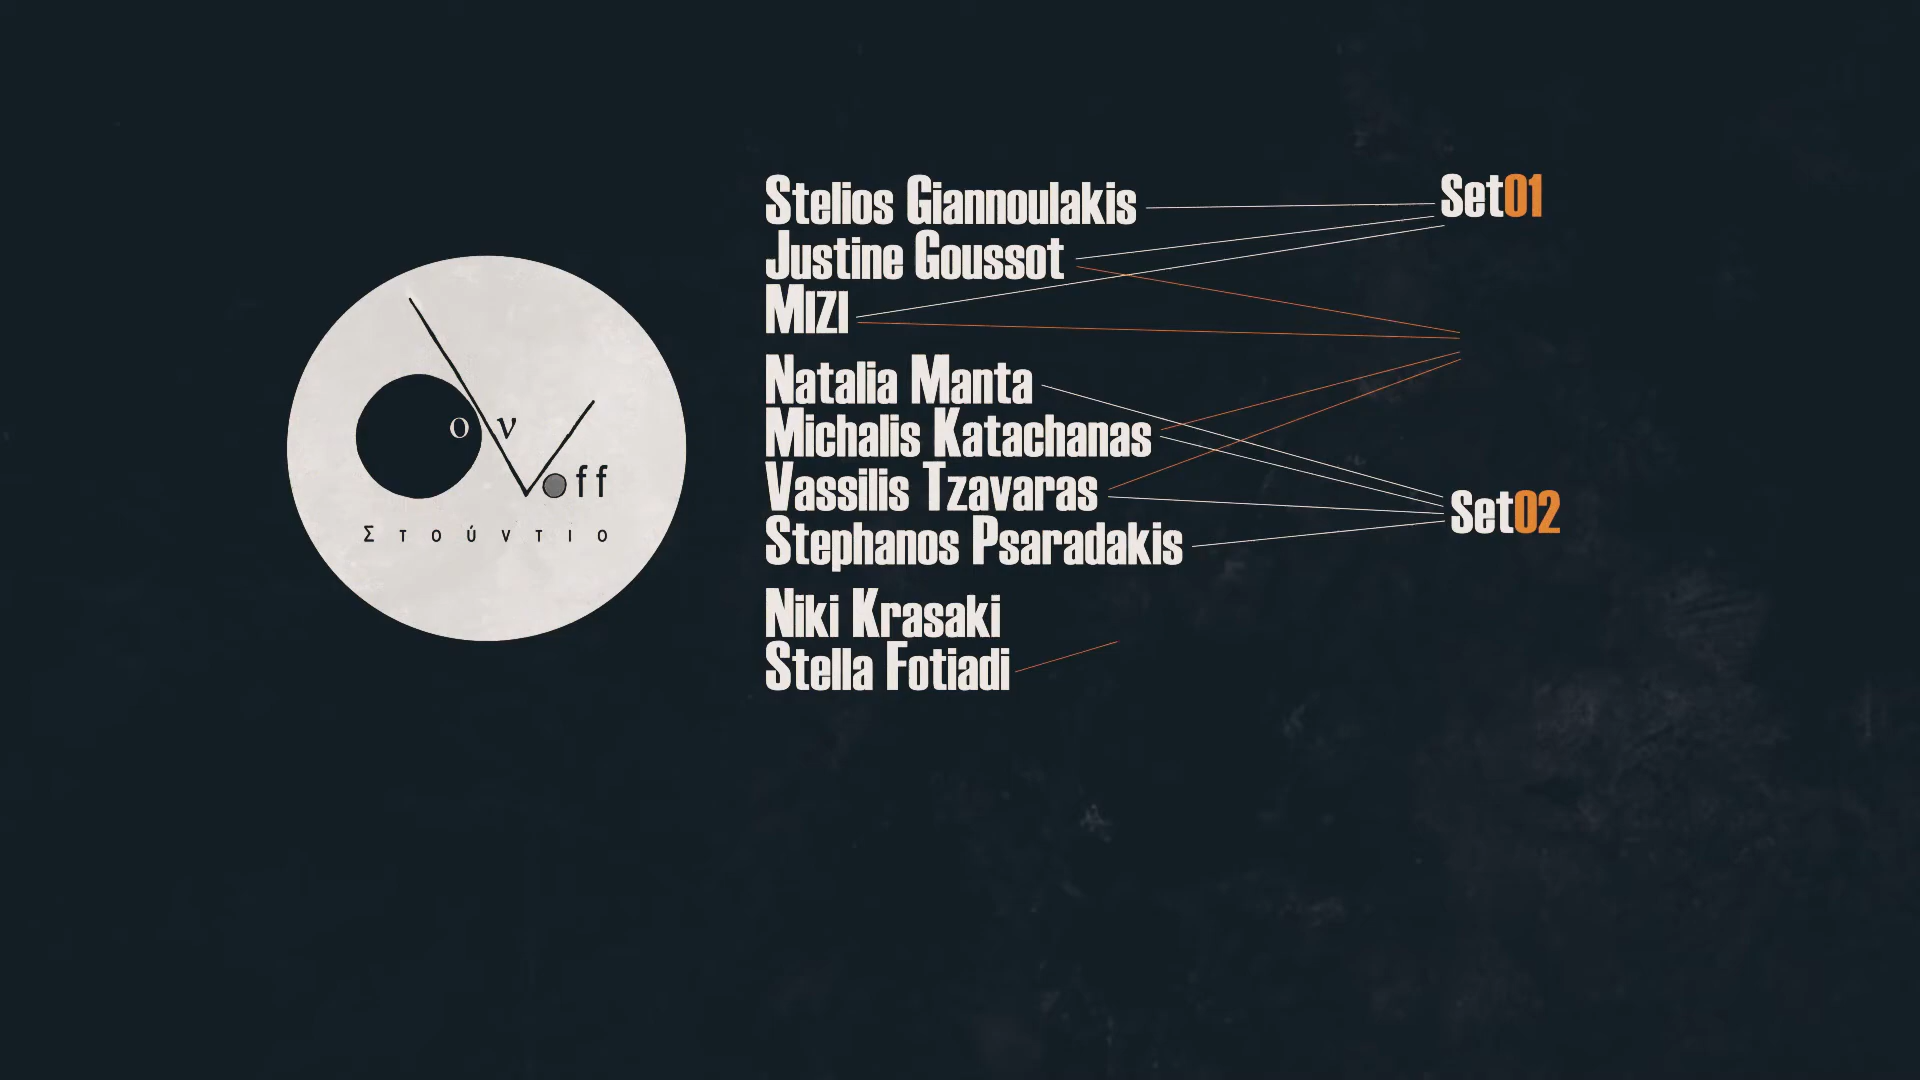 ον
off
Στούντιο
Stelios Giannoulakis
Justine Goussot
MIZI
Natalia Manta
Michalis Katachanas
Vassilis Tzavaras
Stephanos Psaradakis
Niki Krasaki
Stella Fotiadi
Set01
Set02